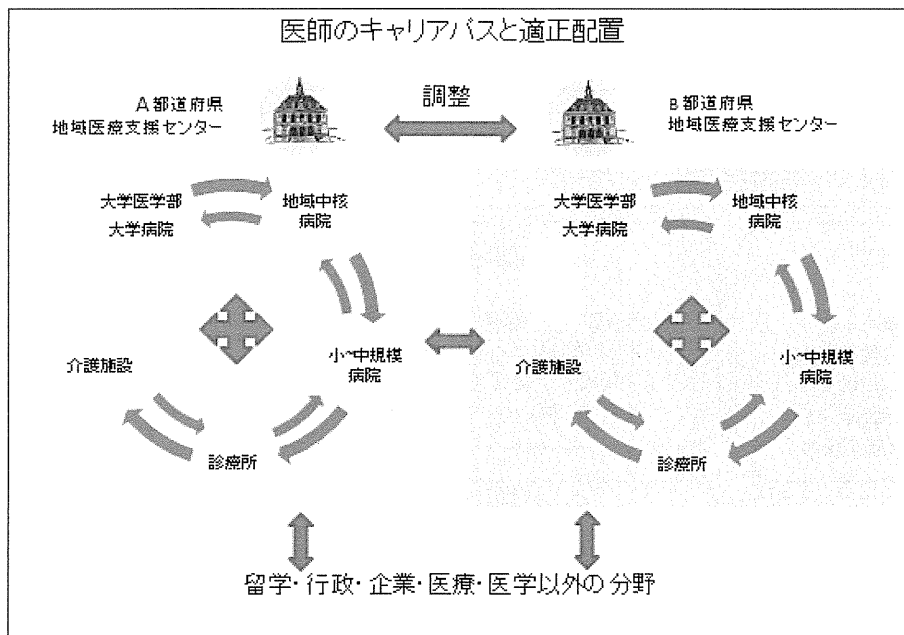 医師のキャリアパスと適正配置
A都道府県
地域医療支援センター
調整
B都道府県
地域医療支援センター
大学医学部
大学病院
地域中核
病院
小~中規模
病院
診療所
介護施設
大学医学部
大学病院
地域中核
病院
小~中規模
病院
診療所
介護施設
留学・行政・企業・医療・医学以外の分野